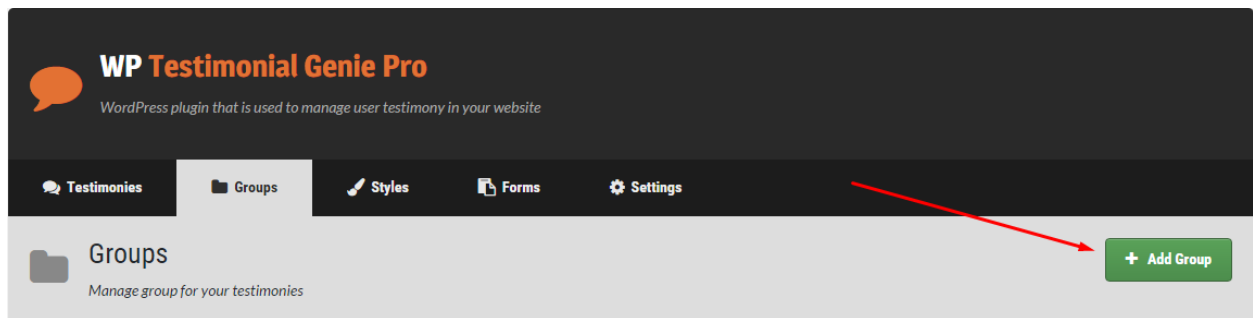 WP Testimonial Genie Pro
WordPress plugin that is used to manage user testimony in your website
Testimonies Groups Styles Forms Settings
Groups
+ Add Group
Manage group for your testimonies